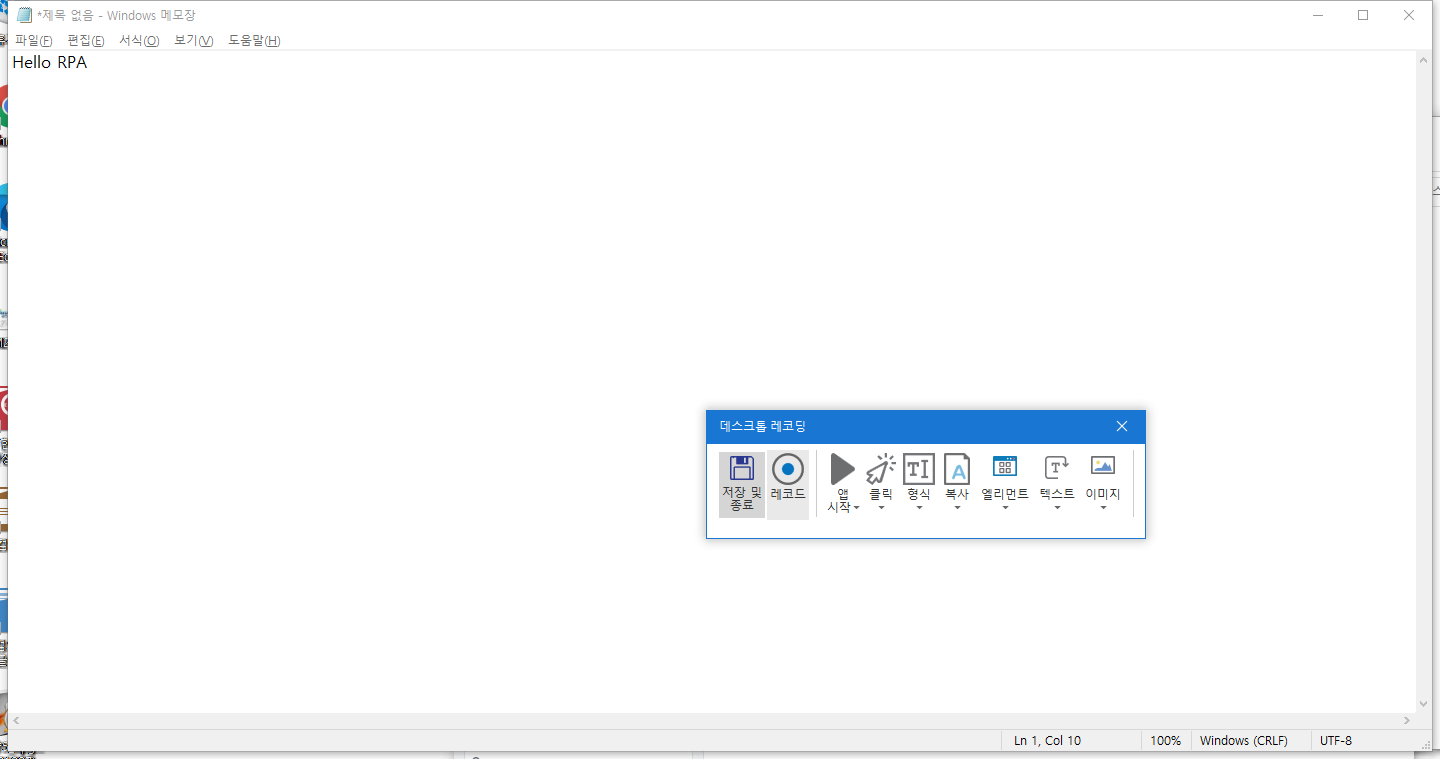 *제목 없음 - Windows 메모장
파일(F) 편집(E) 서식(O) 보기(V) 도움말(H)
Hello RPA
데스크톱 레코딩
저장 및 종료
레코드
앱 시작
클릭
형식
복사
엘리먼트
텍스트
이미지
Ln 1, Col 10 100% Windows (CRLF) UTF-8